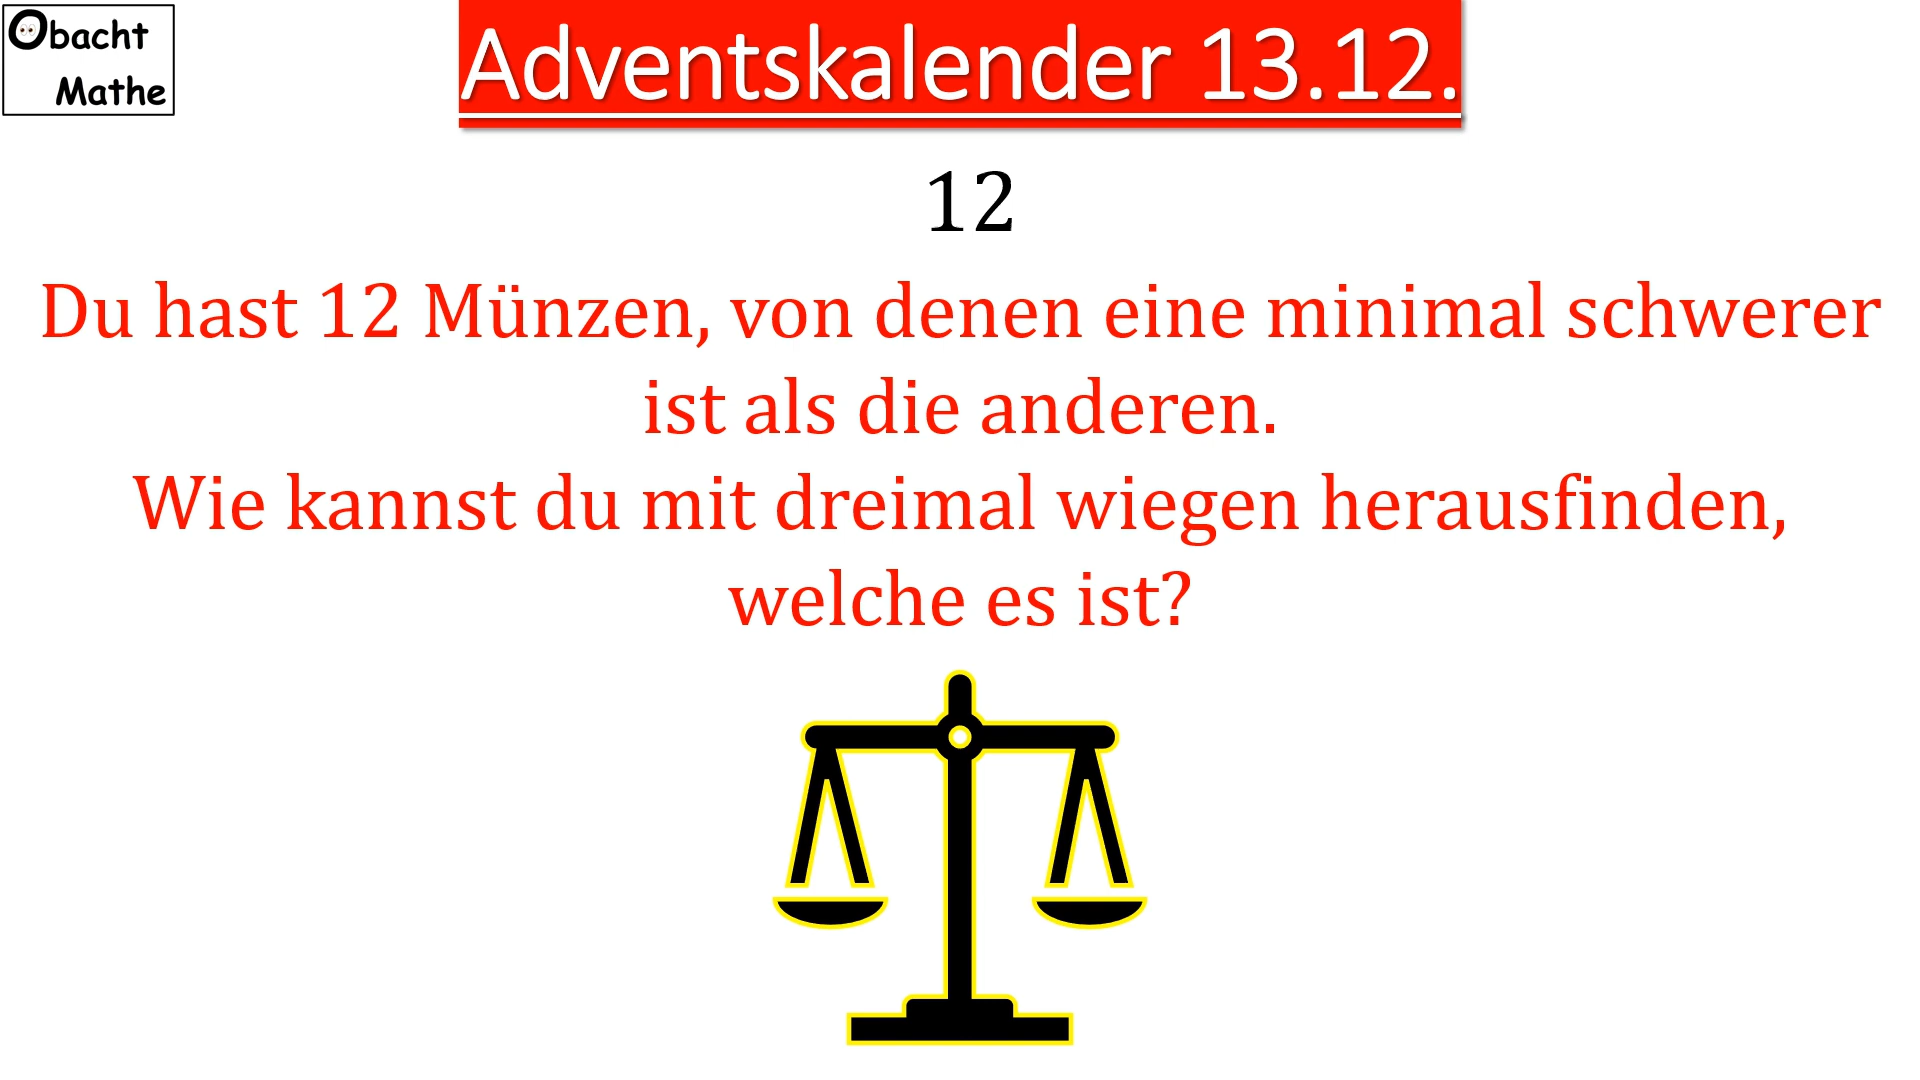 Obacht
Mathe
Adventskalender 13.12.
12
Du hast 12 Münzen, von denen eine minimal schwerer
ist als die anderen.
Wie kannst du mit dreimal wiegen herausfinden,
welche es ist?